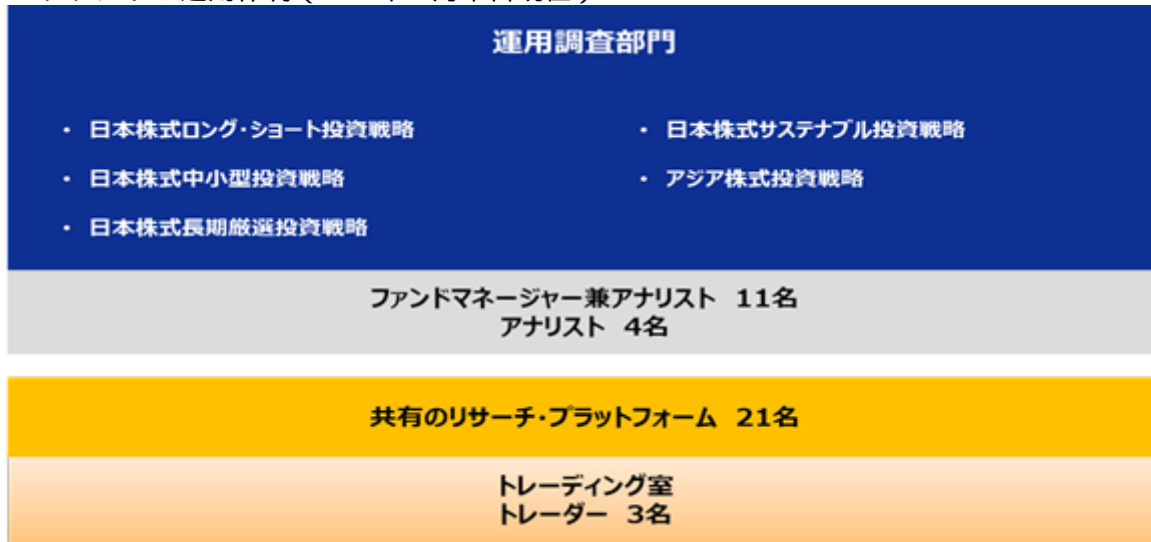 運用調査部門
・ 日本株式ロング・ショート投資戦略
・ 日本株式サステナブル投資戦略
・ 日本株式中小型投資戦略
・ アジア株式投資戦略
・ 日本株式長期厳選投資戦略
ファンドマネージャー兼アナリスト 11名
アナリスト 4名
共有のリサーチ・プラットフォーム 21名
トレーディング室
トレーダー 3名